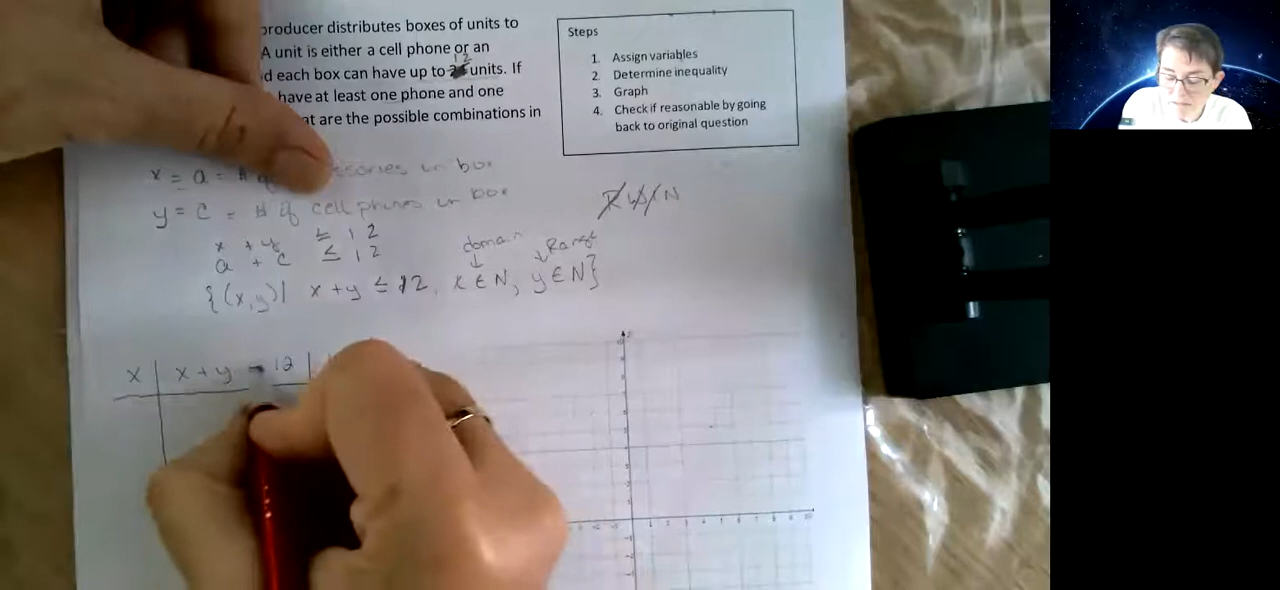 producer distributes boxes of units to
A unit is either a cell phone or an
12
d each box can have up to units. If
have at least one phone and one
at are the possible combinations in
Steps
1. Assign variables
2. Determine inequality
3. Graph
4. Check if reasonable by going
back to original question
x = a = # of ssories in box
y = c = # of cell phones in box
x + y ≤ 12
a + c ≤ 12
domain Range
{(x,y)| x+y ≤ 12, x ∈ N, y ∈ N}
x | x + y 12 |